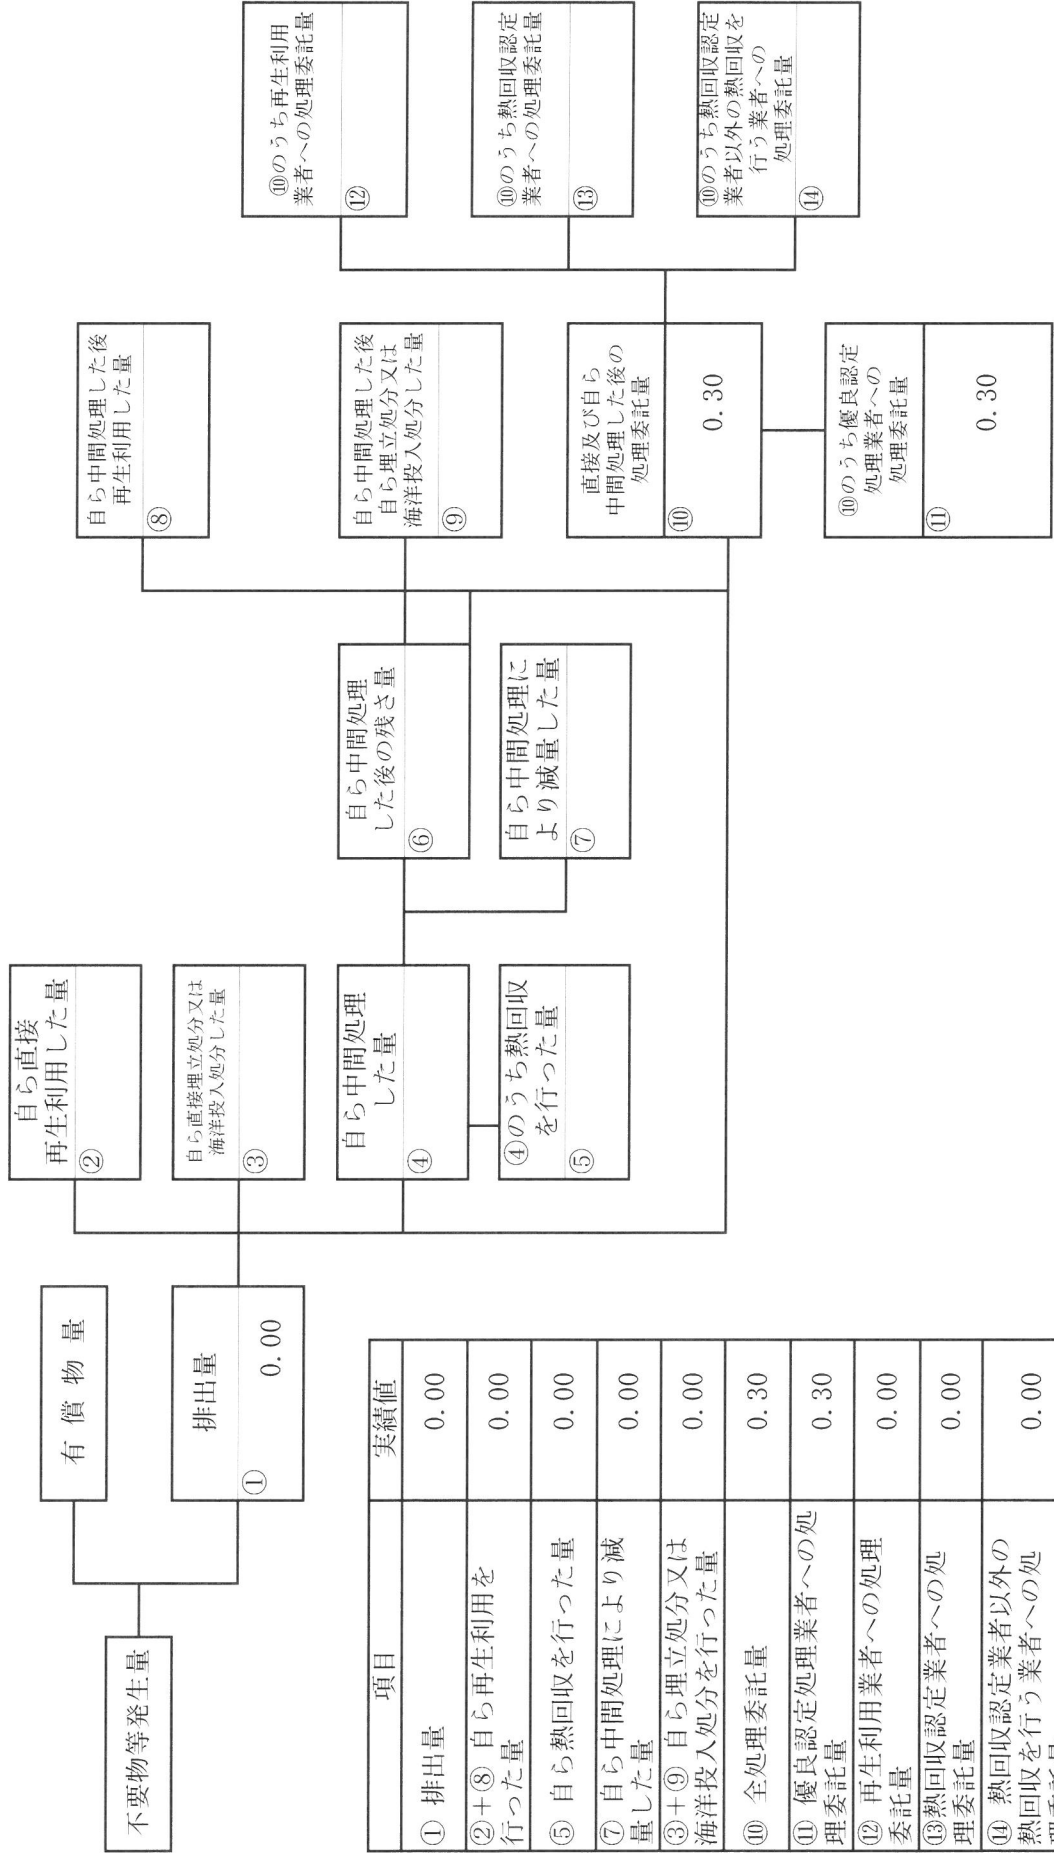 不要物等発生量
有償物量
排出量
①
0.00
自ら直接
再生利用した量
②
自ら直接埋立処分又は
海洋投入処分した量
③
自ら中間処理
した量
④
④のうち熱回収
を行った量
⑤
自ら中間処理
した後の残さ量
⑥
自ら中間処理に
より減量した量
⑦
自ら中間処理した後
再生利用した量
⑧
自ら中間処理した後
自ら埋立処分又は
海洋投入処分した量
⑨
直接及び自ら
中間処理した後の
処理委託量
⑩
0.30
⑩のうち優良認定
処理業者への
処理委託量
⑪
0.30
⑩のうち再生利用
業者への処理委託量
⑫
⑩のうち熱回収認定
業者への処理委託量
⑬
⑩のうち熱回収認定
業者以外の熱回収を
行う業者への
処理委託量
⑭
項目 実績値
① 排出量 0.00
②+⑧ 自ら再生利用を
行った量 0.00
⑤ 自ら熱回収を行った量 0.00
⑦ 自ら中間処理により減
量した量 0.00
③+⑨ 自ら埋立処分又は
海洋投入処分を行った量 0.00
⑩ 全処理委託量 0.30
⑪ 優良認定処理業者への処
理委託量 0.30
⑫ 再生利用業者への処理
委託量 0.00
⑬熱回収認定業者への処
理委託量 0.00
⑭ 熱回収認定業者以外の
熱回収を行う業者への処 0.00
理委託量